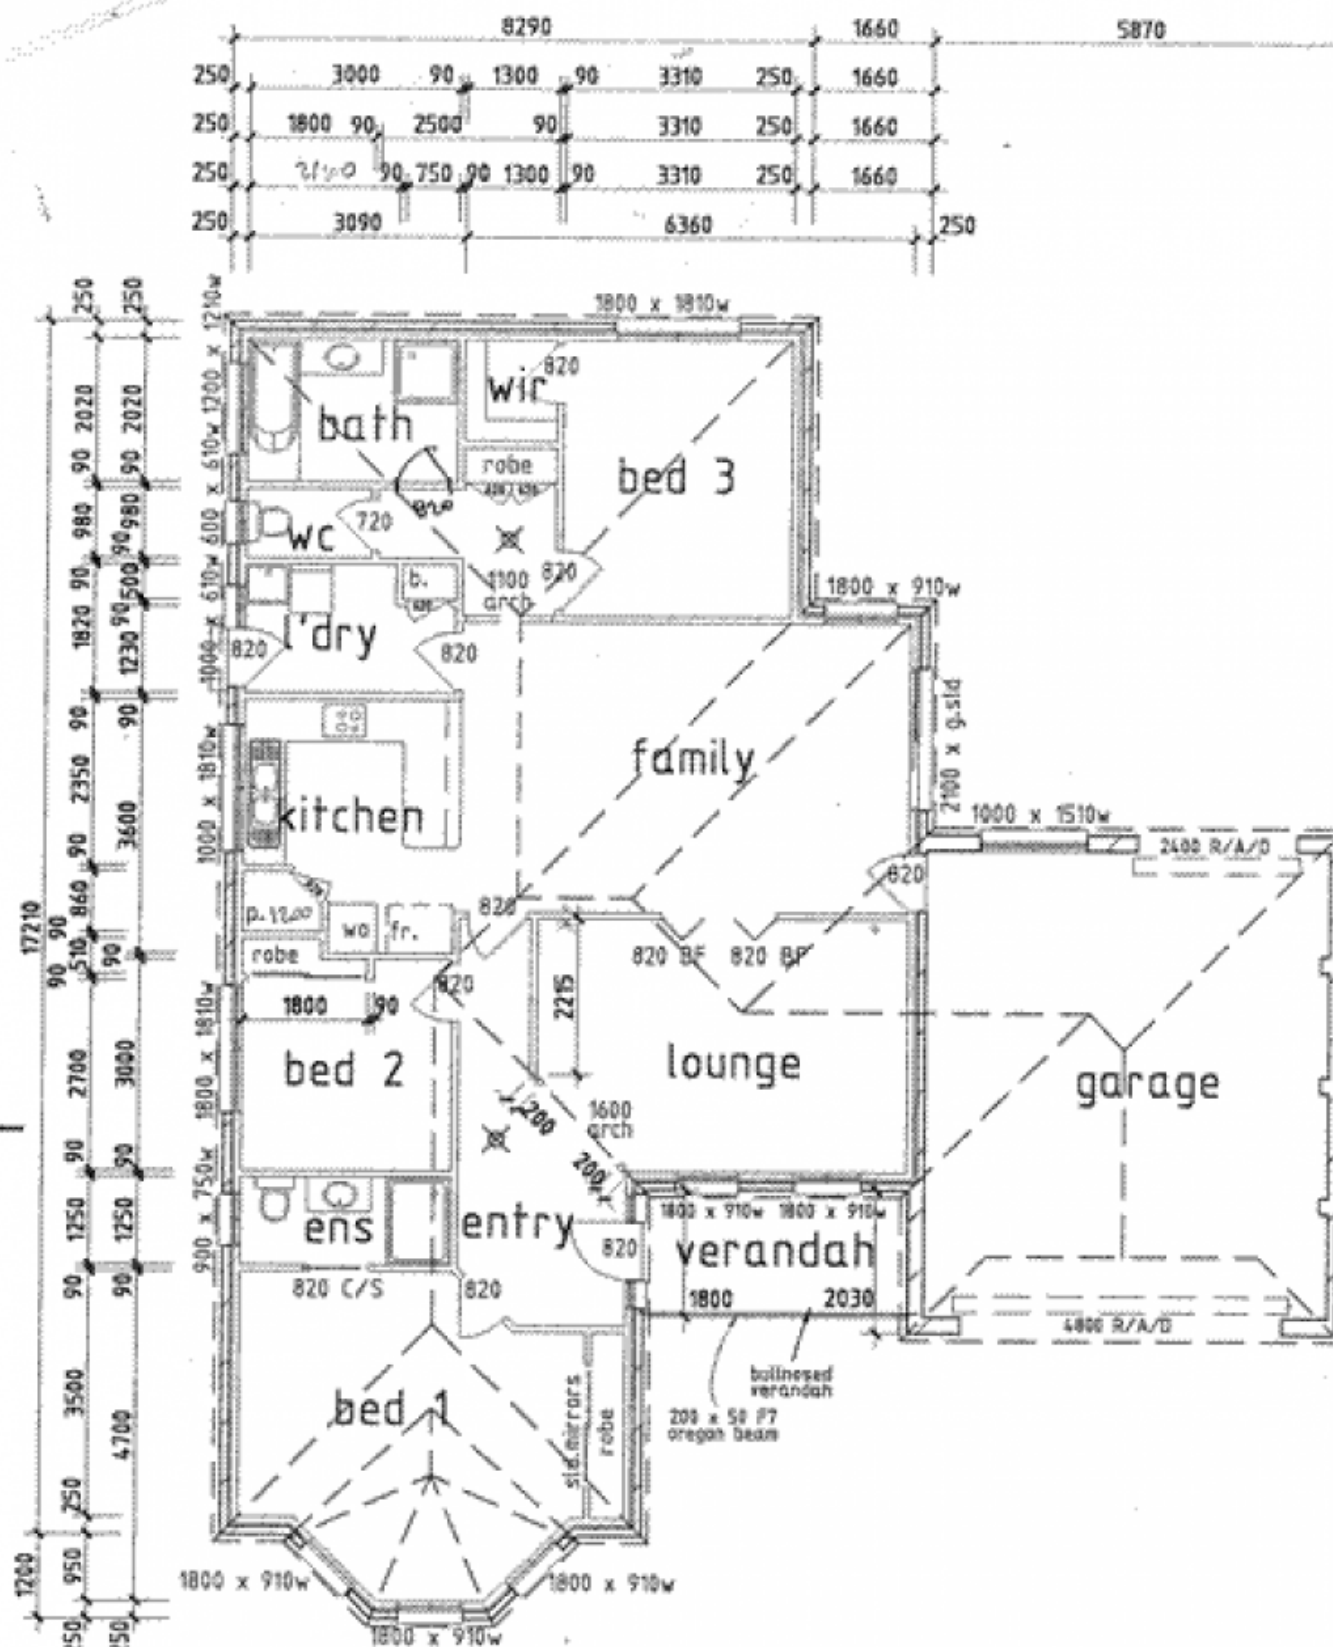 8290 1660 5870
250 3000 90 1300 90 3310 250 1660
250 1800 90 2500 90 3310 250 1660
250 90 750 90 1300 90 3310 250 1660
250 3090 6360 250
250 2020 90 980 90 1820 90 2350 90 860 90 510 90 2700 90 1250 90 3500 250 950
250 2020 90 980 90 500 90 1230 90 3600 90 3000 90 1250 90 4700
17210
1200
1200 x 1210w
600 x 610w
610w
1000 x
1000 x 1810w
1800 x 1810w
900 x 750w
1800 x 1810w
820
wir
bath
robe
bed 3
820
wc
720
1100
arch
820
b.
1800 x 910w
l'dry
820
820
2100 x g.sld
family
kitchen
1000 x 1510w
2400 R/A/D
820
p. 1200
wo
fr.
820
robe
820 BF
820 BF
820
1800 90
2215
bed 2
lounge
garage
200
1600
arch
200
1800 x 910w
1800 x 910w
ens
entry
820
verandah
820 C/S
820
1800
2030
4800 R/A/D
bullnosed
verandah
200 x 50 F7
oregon beam
bed 1
sld.mirrors
robe
1800 x 910w
1800 x 910w
1800 x 910w